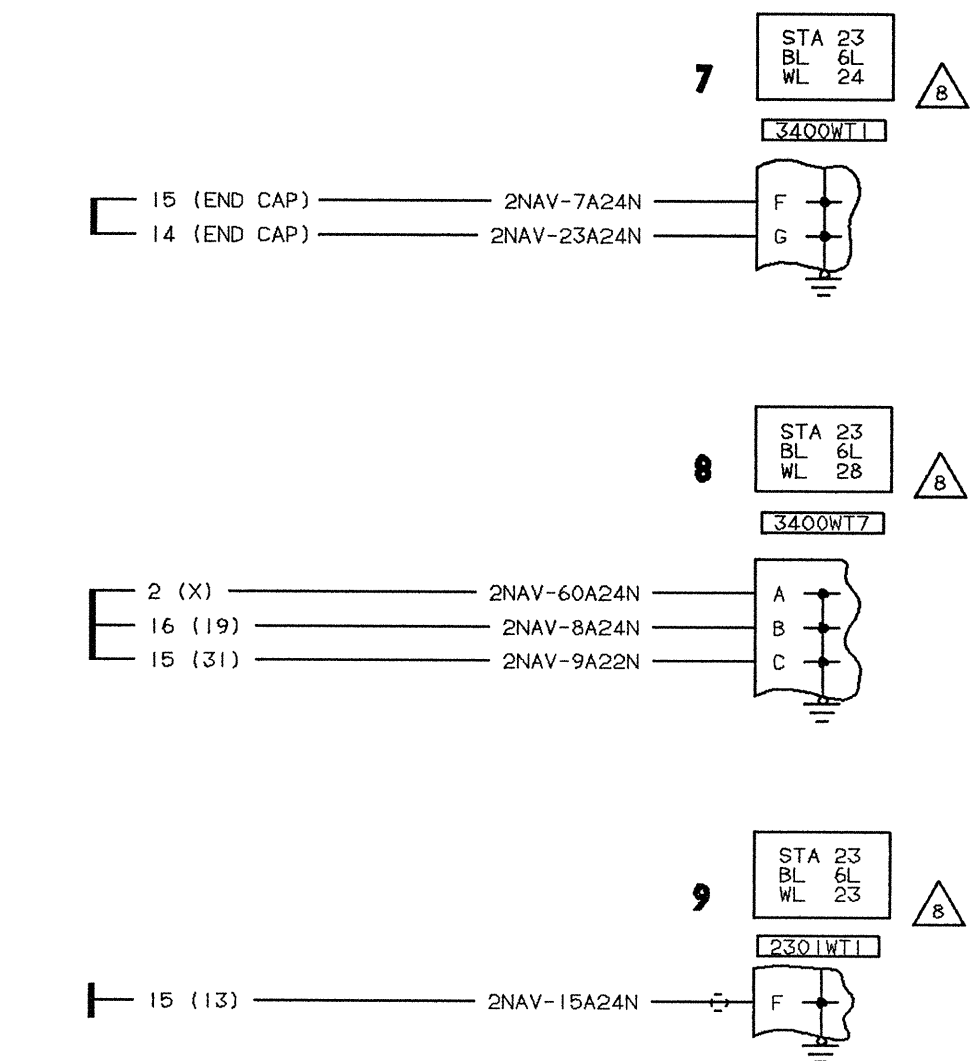 STA 23
BL 6L
WL 24
7
8
3400WT1
15 (END CAP) 2NAV-7A24N F
14 (END CAP) 2NAV-23A24N G
STA 23
BL 6L
WL 28
8
8
3400WT7
2 (X) 2NAV-60A24N A
16 (19) 2NAV-8A24N B
15 (31) 2NAV-9A22N C
STA 23
BL 6L
WL 23
9
8
2301WT1
15 (13) 2NAV-15A24N F